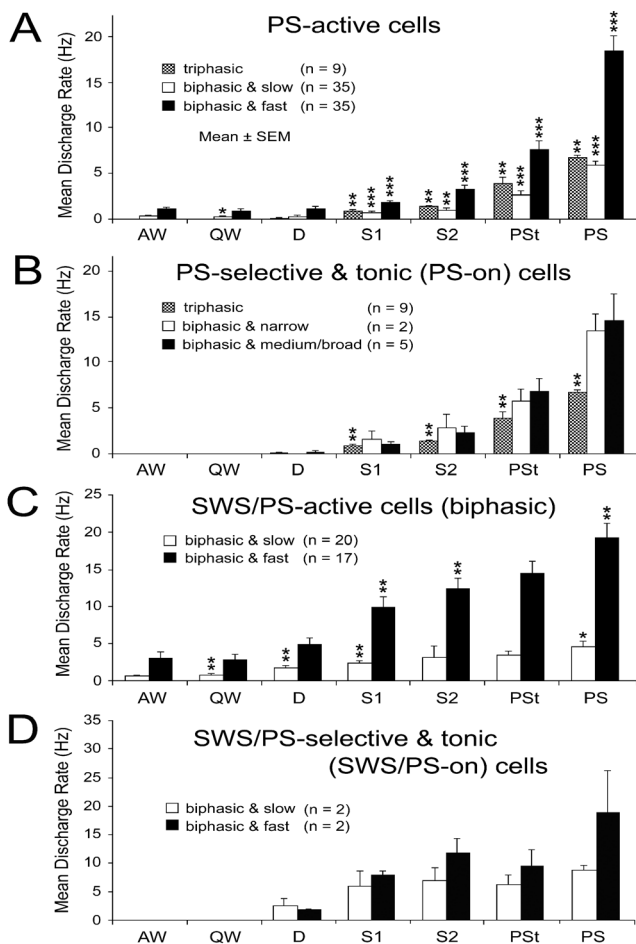 A
PS-active cells
Mean Discharge Rate (Hz)
20
15
10
5
0
triphasic (n = 9)
biphasic & slow (n = 35)
biphasic & fast (n = 35)
Mean ± SEM
* ** *** *** ** ** *** ** *** *** ** *** ***
AW QW D S1 S2 PSt PS
B
PS-selective & tonic (PS-on) cells
Mean Discharge Rate (Hz)
20
15
10
5
0
triphasic (n = 9)
biphasic & narrow (n = 2)
biphasic & medium/broad (n = 5)
** ** ** **
AW QW D S1 S2 PSt PS
C
SWS/PS-active cells (biphasic)
Mean Discharge Rate (Hz)
25
20
15
10
5
0
biphasic & slow (n = 20)
biphasic & fast (n = 17)
** ** ** ** ** * **
AW QW D S1 S2 PSt PS
D
SWS/PS-selective & tonic
(SWS/PS-on) cells
Mean Discharge Rate (Hz)
35
30
25
20
15
10
5
0
biphasic & slow (n = 2)
biphasic & fast (n = 2)
AW QW D S1 S2 PSt PS